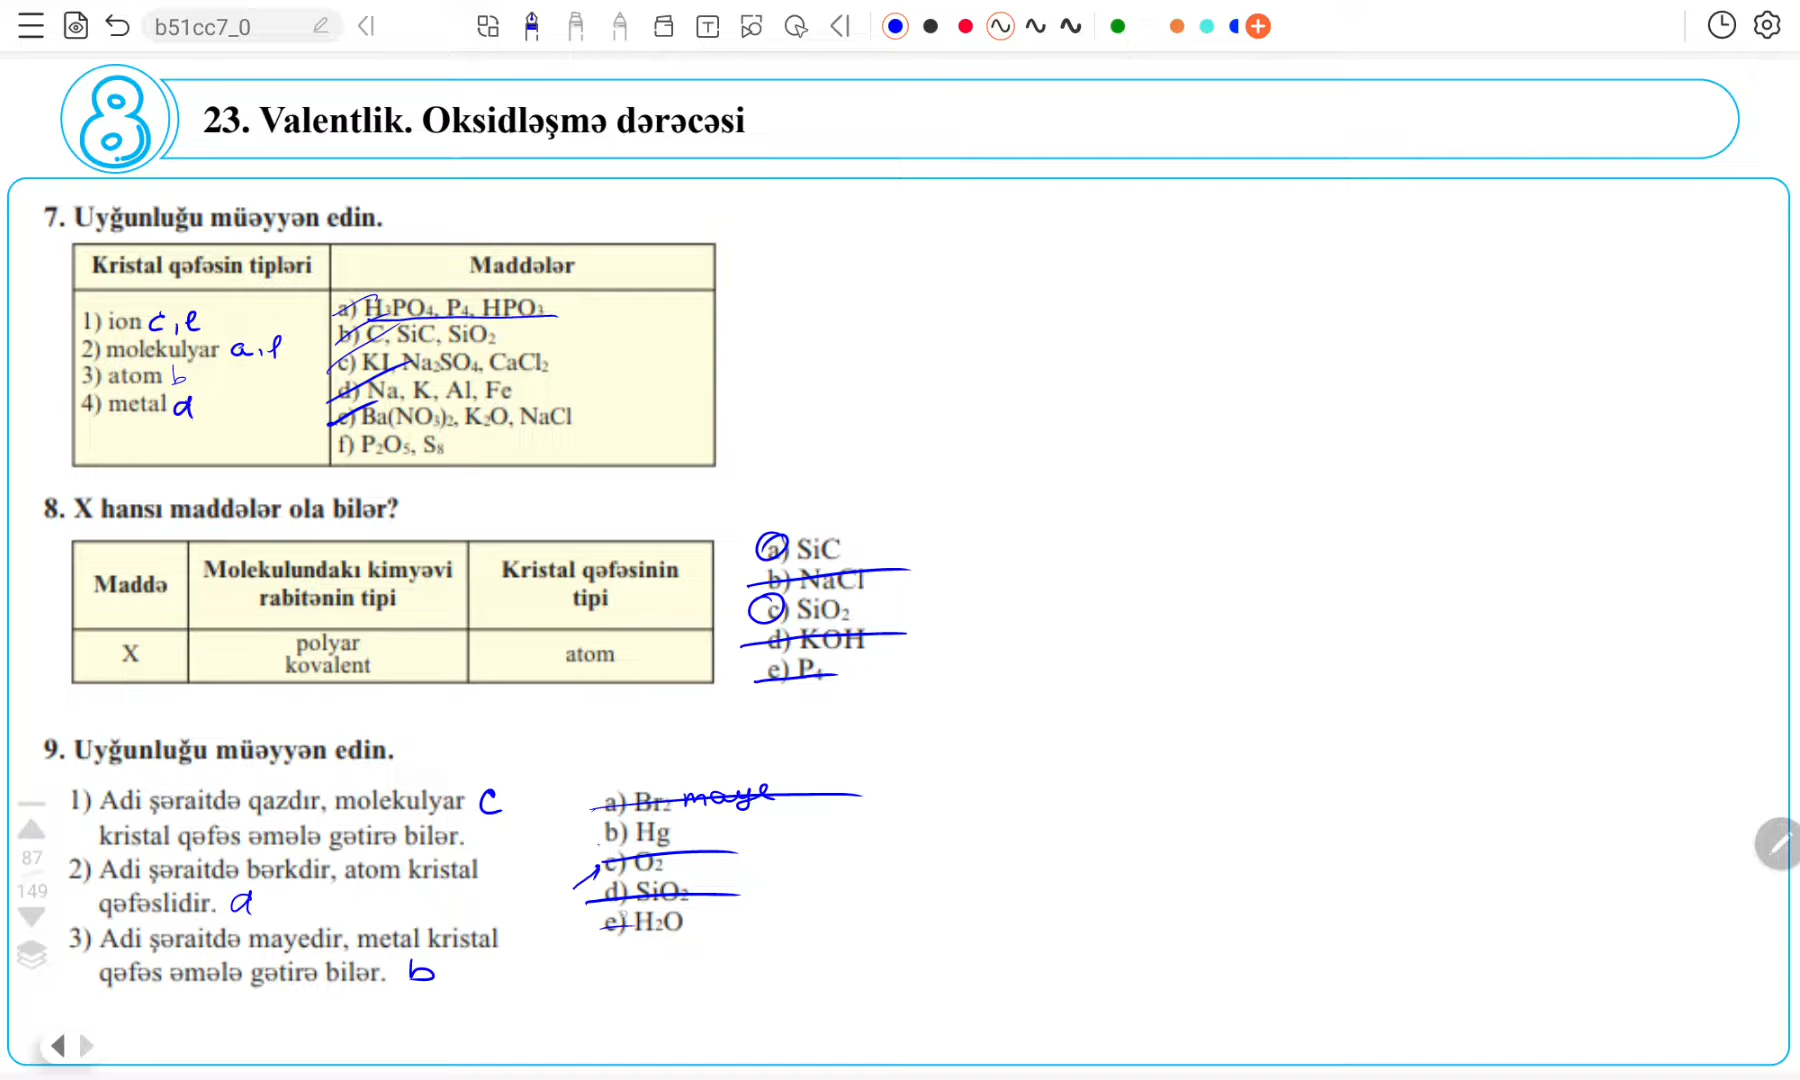 b51cc7_0
8
23. Valentlik. Oksidləşmə dərəcəsi
7. Uyğunluğu müəyyən edin.
Kristal qəfəsin tipləri
Maddələr
1) ion c, e
2) molekulyar a, f
3) atom b
4) metal d
a) H₃PO₄, P₄, HPO₃
b) C, SiC, SiO₂
c) KI, Na₂SO₄, CaCl₂
d) Na, K, Al, Fe
e) Ba(NO₃)₂, K₂O, NaCl
f) P₂O₅, S₈
8. X hansı maddələr ola bilər?
Maddə
Molekulundakı kimyəvi
rabitənin tipi
Kristal qəfəsinin
tipi
X
polyar
kovalent
atom
a) SiC
b) NaCl
c) SiO₂
d) KOH
e) P₄
9. Uyğunluğu müəyyən edin.
1) Adi şəraitdə qazdır, molekulyar c
kristal qəfəs əmələ gətirə bilər.
2) Adi şəraitdə bərkdir, atom kristal
qəfəslidir. d
3) Adi şəraitdə mayedir, metal kristal
qəfəs əmələ gətirə bilər. b
a) Br₂ maye
b) Hg
c) O₂
d) SiO₂
e) H₂O
87
149